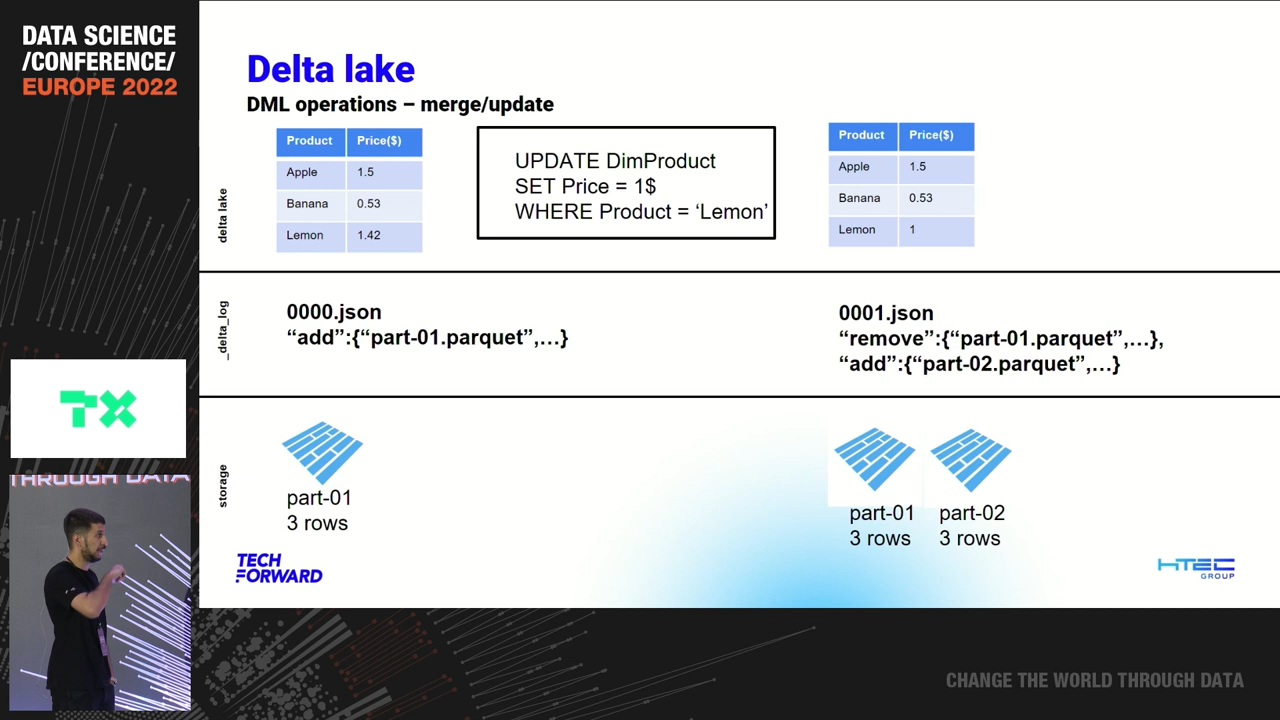 DATA SCIENCE
/CONFERENCE/
EUROPE 2022
Delta lake
DML operations – merge/update
delta lake
Product Price($)
Apple 1.5
Banana 0.53
Lemon 1.42
UPDATE DimProduct
SET Price = 1$
WHERE Product = ‘Lemon’
Product Price($)
Apple 1.5
Banana 0.53
Lemon 1
_delta_log
0000.json
“add”:{“part-01.parquet”,…}
0001.json
“remove”:{“part-01.parquet”,…},
“add”:{“part-02.parquet”,…}
storage
part-01
3 rows
part-01
3 rows
part-02
3 rows
TECH
FORWARD
HTEC
GROUP
TX
THROUGH DATA
CHANGE THE WORLD THROUGH DATA